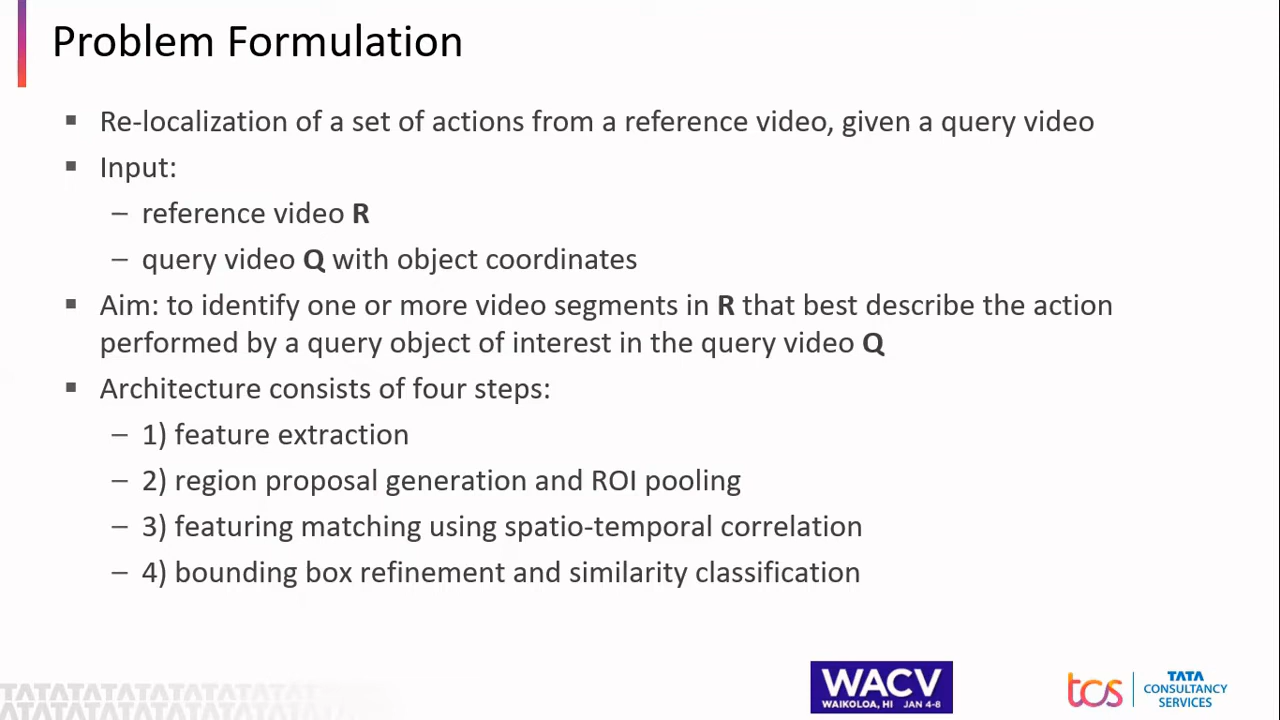 Problem Formulation
▪ Re-localization of a set of actions from a reference video, given a query video
▪ Input:
– reference video R
– query video Q with object coordinates
▪ Aim: to identify one or more video segments in R that best describe the action
performed by a query object of interest in the query video Q
▪ Architecture consists of four steps:
– 1) feature extraction
– 2) region proposal generation and ROI pooling
– 3) featuring matching using spatio-temporal correlation
– 4) bounding box refinement and similarity classification
WACV
WAIKOLOA, HI JAN 4-8
tcs
TATA
CONSULTANCY
SERVICES
TATATATATATATATATA